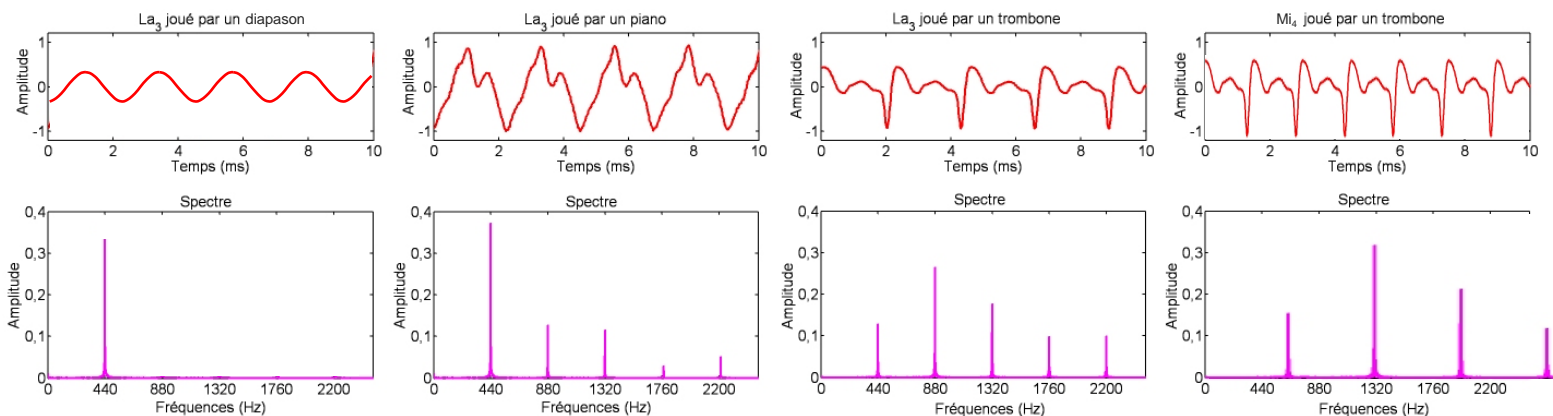 La₃ joué par un diapason
Amplitude
1
0
-1
0 2 4 6 8 10
Temps (ms)
La₃ joué par un piano
Amplitude
1
0
-1
0 2 4 6 8 10
Temps (ms)
La₃ joué par un trombone
Amplitude
1
0
-1
0 2 4 6 8 10
Temps (ms)
Mi₄ joué par un trombone
Amplitude
1
0
-1
0 2 4 6 8 10
Temps (ms)
Spectre
Amplitude
0,4
0,3
0,2
0,1
0
0 440 880 1320 1760 2200
Fréquences (Hz)
Spectre
Amplitude
0,4
0,3
0,2
0,1
0
0 440 880 1320 1760 2200
Fréquences (Hz)
Spectre
Amplitude
0,4
0,3
0,2
0,1
0
0 440 880 1320 1760 2200
Fréquences (Hz)
Spectre
Amplitude
0,4
0,3
0,2
0,1
0
0 440 880 1320 1760 2200
Fréquences (Hz)